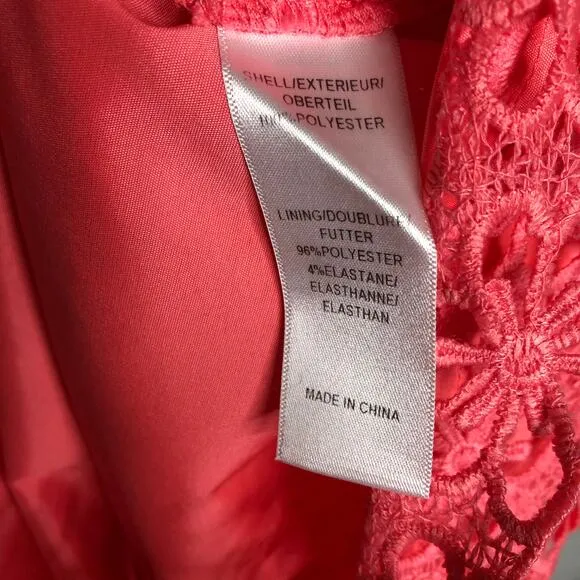 SHELL/EXTERIEUR/
OBERTEIL
100%POLYESTER
LINING/DOUBLURE/
FUTTER
96%POLYESTER
4%ELASTANE/
ELASTHANNE/
ELASTHAN
MADE IN CHINA